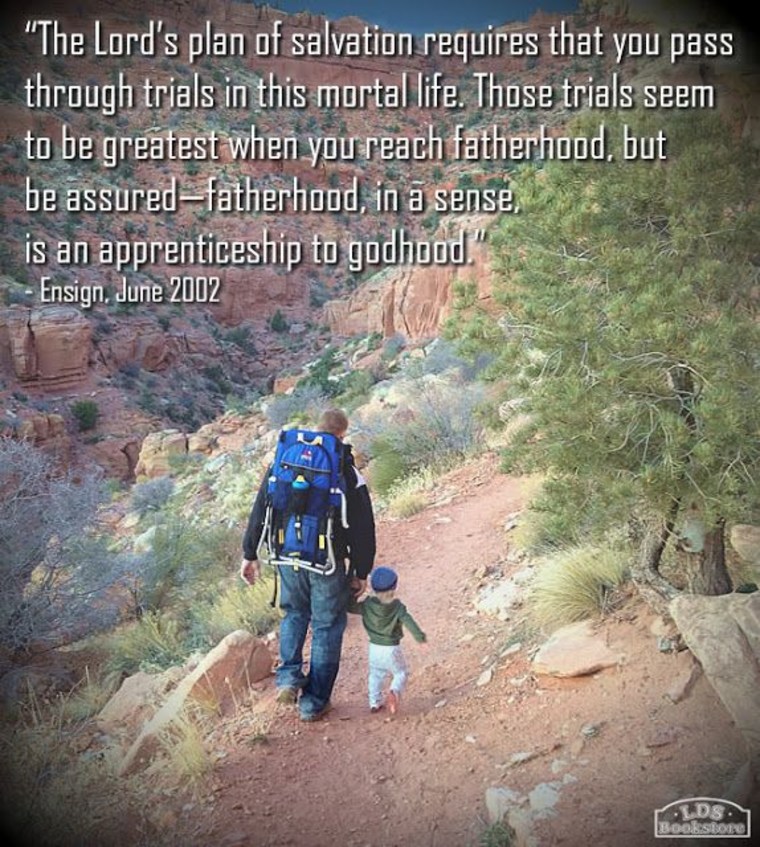 “The Lord’s plan of salvation requires that you pass
through trials in this mortal life. Those trials seem
to be greatest when you reach fatherhood, but
be assured—fatherhood, in a sense,
is an apprenticeship to godhood.”
- Ensign, June 2002
LDS
Bookstore